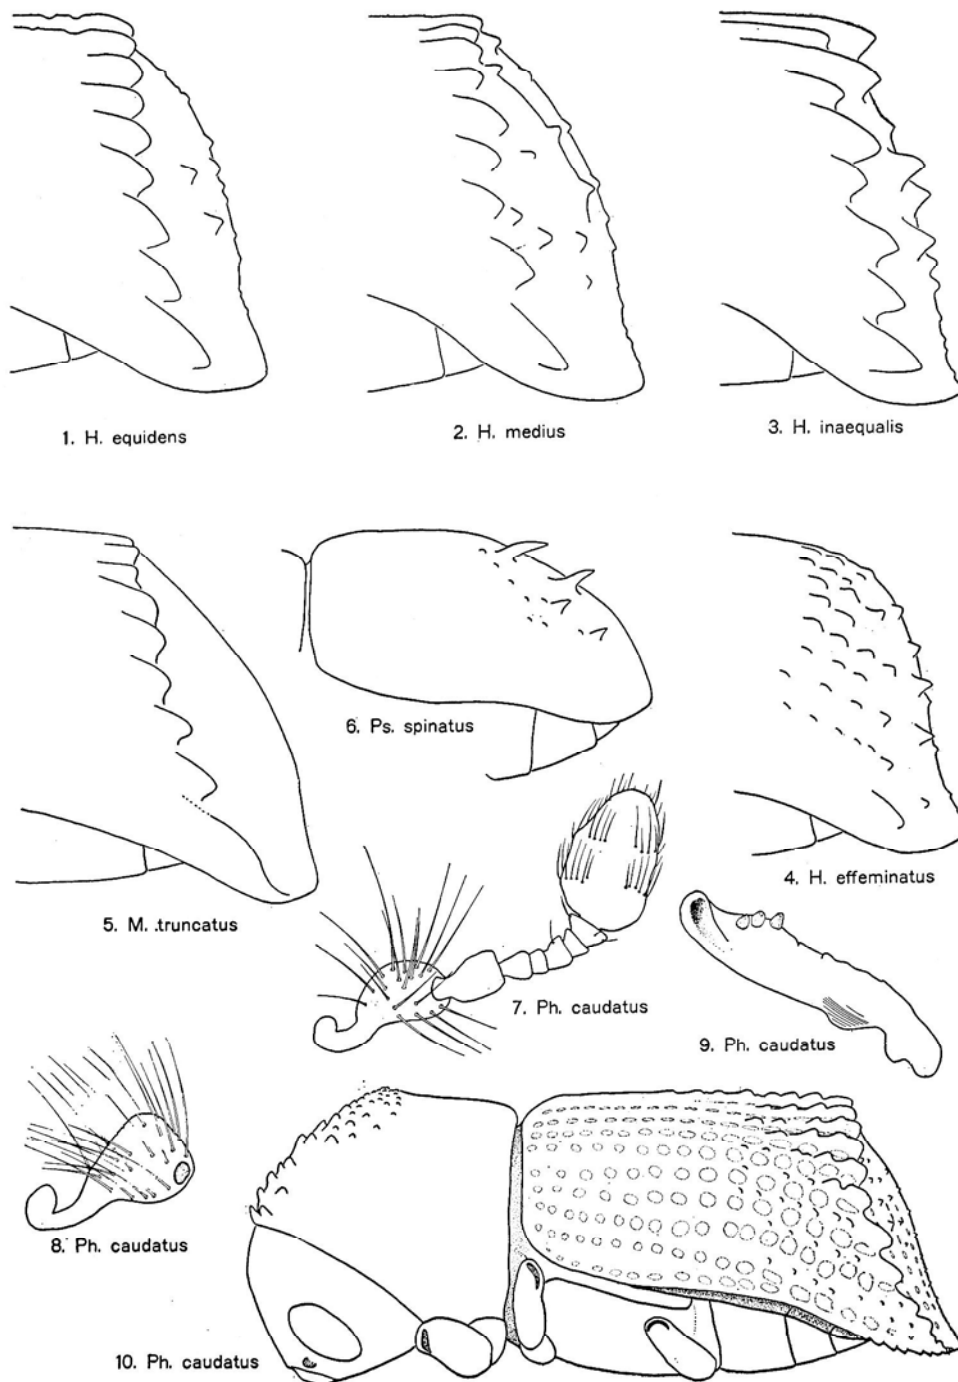 1. H. equidens
2. H. medius
3. H. inaequalis
6. Ps. spinatus
4. H. effeminatus
5. M. .truncatus
7. Ph. caudatus
9. Ph. caudatus
8. Ph. caudatus
10. Ph. caudatus